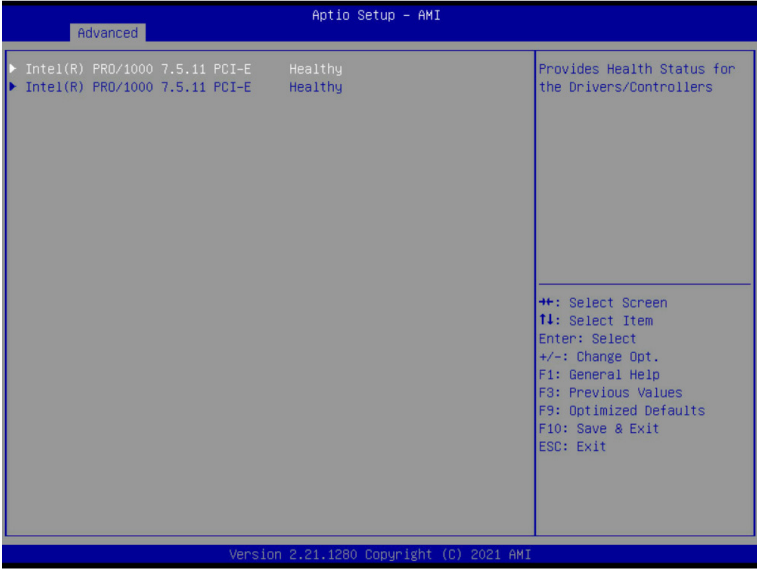 Aptio Setup – AMI
Advanced
▶ Intel(R) PRO/1000 7.5.11 PCI-E Healthy
▶ Intel(R) PRO/1000 7.5.11 PCI-E Healthy
Provides Health Status for
the Drivers/Controllers
→←: Select Screen
↑↓: Select Item
Enter: Select
+/-: Change Opt.
F1: General Help
F3: Previous Values
F9: Optimized Defaults
F10: Save & Exit
ESC: Exit
Version 2.21.1280 Copyright (C) 2021 AMI